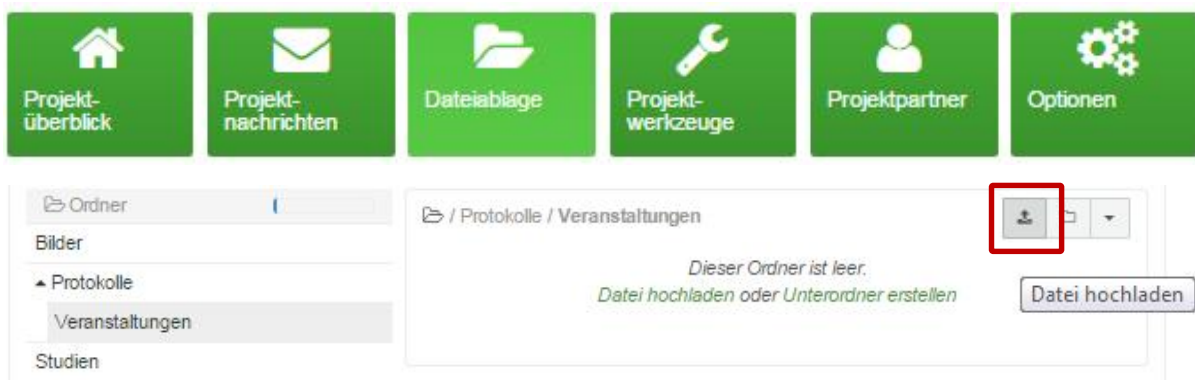 Projekt-
überblick
Projekt-
nachrichten
Dateiablage
Projekt-
werkzeuge
Projektpartner
Optionen
Ordner
Bilder
Protokolle
Veranstaltungen
Studien
/ Protokolle / Veranstaltungen
Dieser Ordner ist leer.
Datei hochladen oder Unterordner erstellen
Datei hochladen